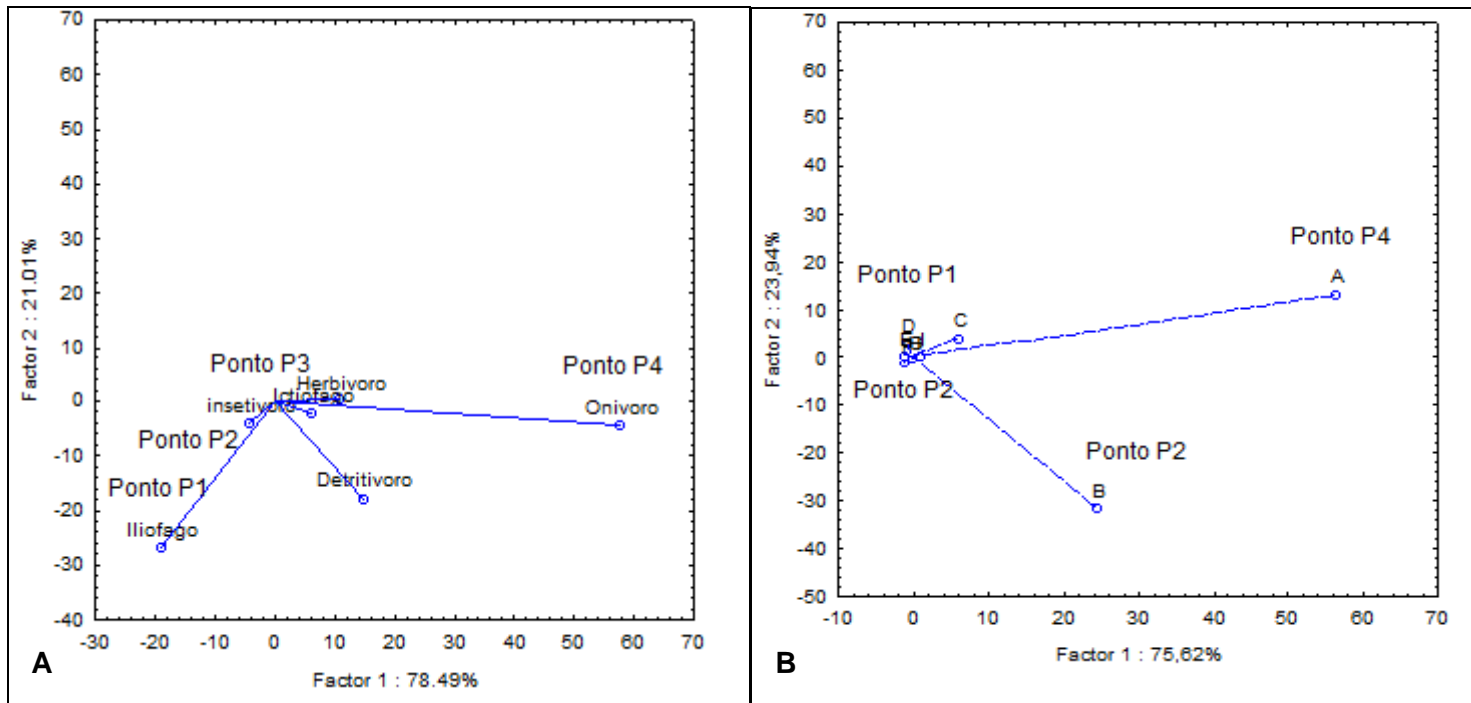 70
60
50
40
30
20
10
0
-10
-20
-30
-40
-30
-20
-10
0
10
20
30
40
50
60
70
Factor 2 : 21.01%
Factor 1 : 78.49%
Ponto P3
Ponto P4
Herbivoro
Ictiofago
insetivoro
Onivoro
Ponto P2
Detritivoro
Ponto P1
Iliofago
A
70
60
50
40
30
20
10
0
-10
-20
-30
-40
-50
-10
0
10
20
30
40
50
60
70
Factor 2 : 23,94%
Factor 1 : 75,62%
Ponto P4
Ponto P1
A
C
D
Ponto P2
Ponto P2
B
B